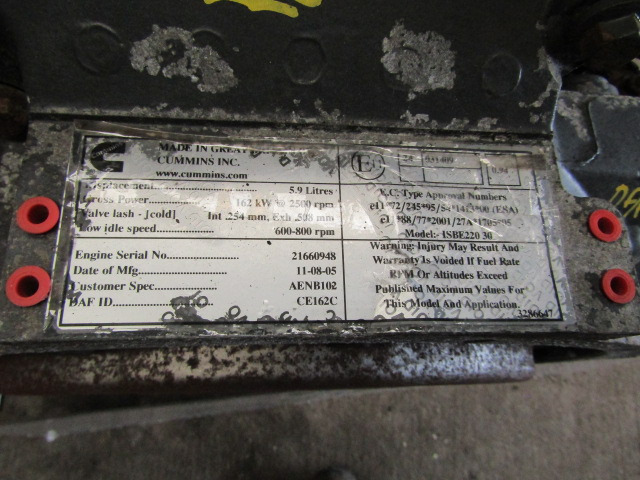 MADE IN GREAT
CUMMINS INC.
www.cummins.com
Displacement 5.9 Litres
Gross Power 162 kW @ 2500 rpm
Valve lash - [cold] Int .254 mm, Exh .508 mm
Low idle speed 600-800 rpm
Engine Serial No 21660948
Date of Mfg 11-08-05
Customer Spec AENB102
DAF ID CE162C
E.C. Type Approval Numbers
Model:- ISBE220 30
Warning: Injury May Result And
Warranty Is Voided If Fuel Rate
RPM Or Altitudes Exceed
Published Maximum Values For
This Model And Application.
3286647